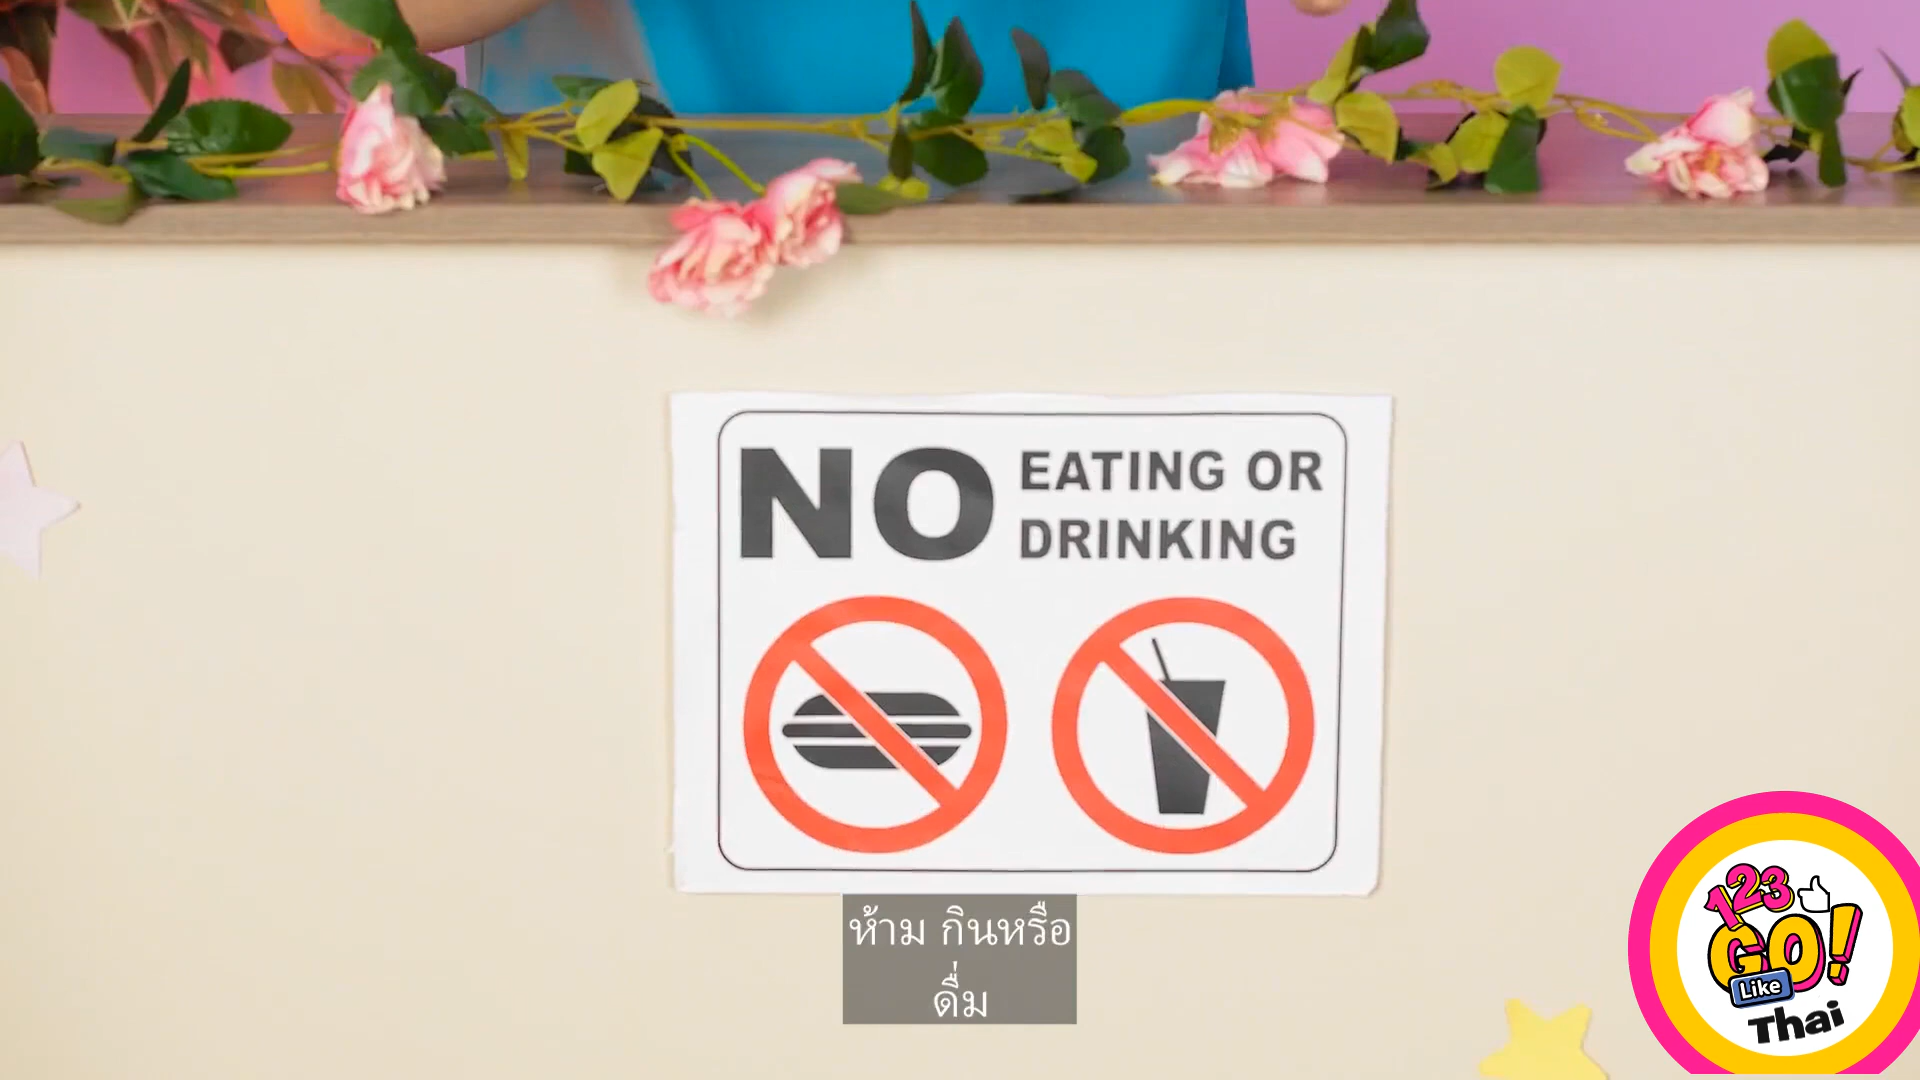 NO EATING OR
DRINKING
ห้าม กินหรือ
ดื่ม
123
GO!
Like
Thai